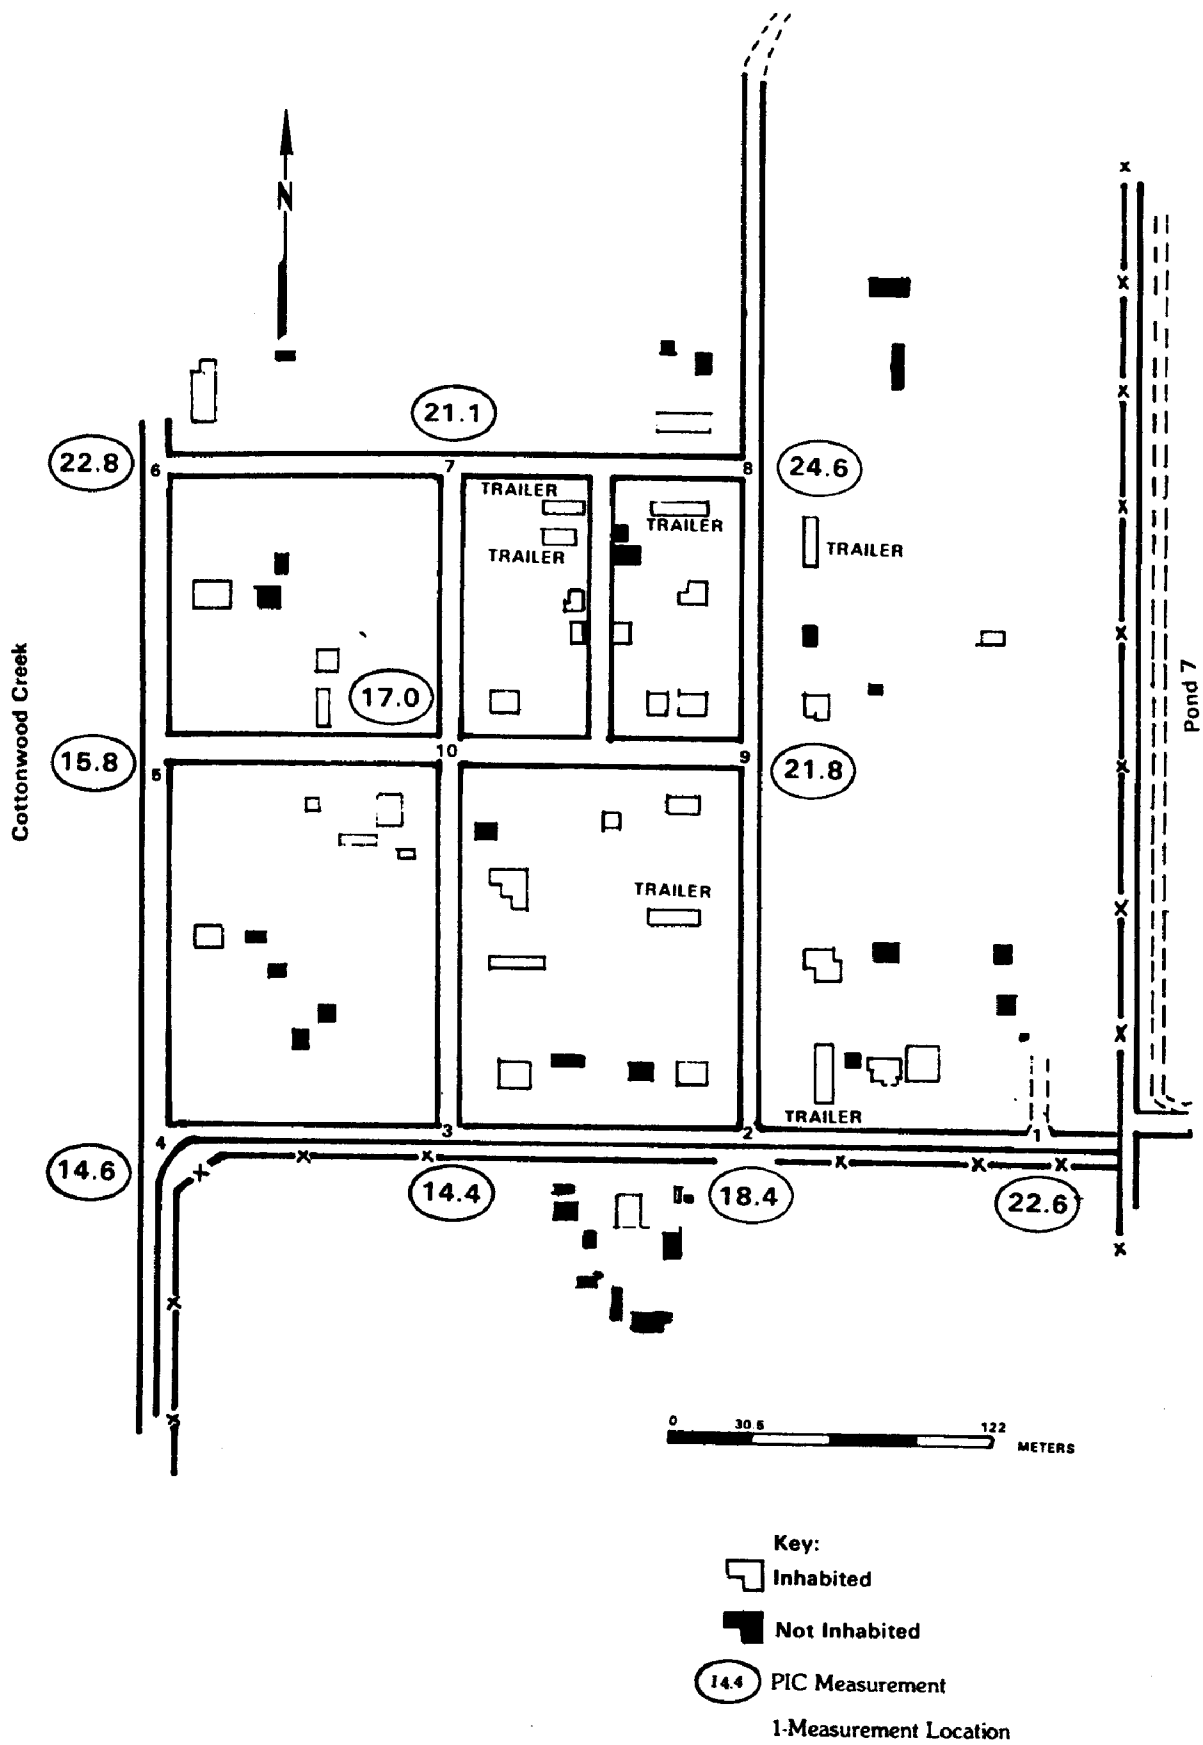 N
21.1
22.8
6
7
8
24.6
TRAILER
TRAILER
TRAILER
TRAILER
Cottonwood Creek
Pond 7
17.0
10
9
15.8
5
21.8
TRAILER
TRAILER
4
3
2
1
14.6
14.4
18.4
22.6
0
30.5
122
METERS
Key:
Inhabited
Not Inhabited
14.4 PIC Measurement
1-Measurement Location